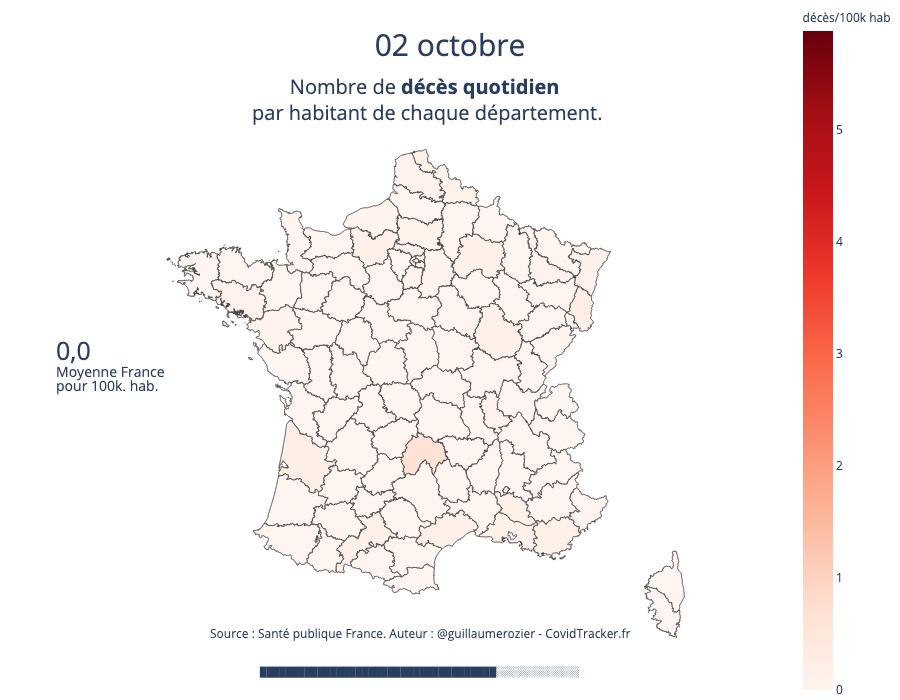 décès/100k hab
02 octobre
Nombre de décès quotidien
par habitant de chaque département.
5
4
3
2
1
0
0,0
Moyenne France
pour 100k. hab.
Source : Santé publique France. Auteur : @guillaumerozier - CovidTracker.fr